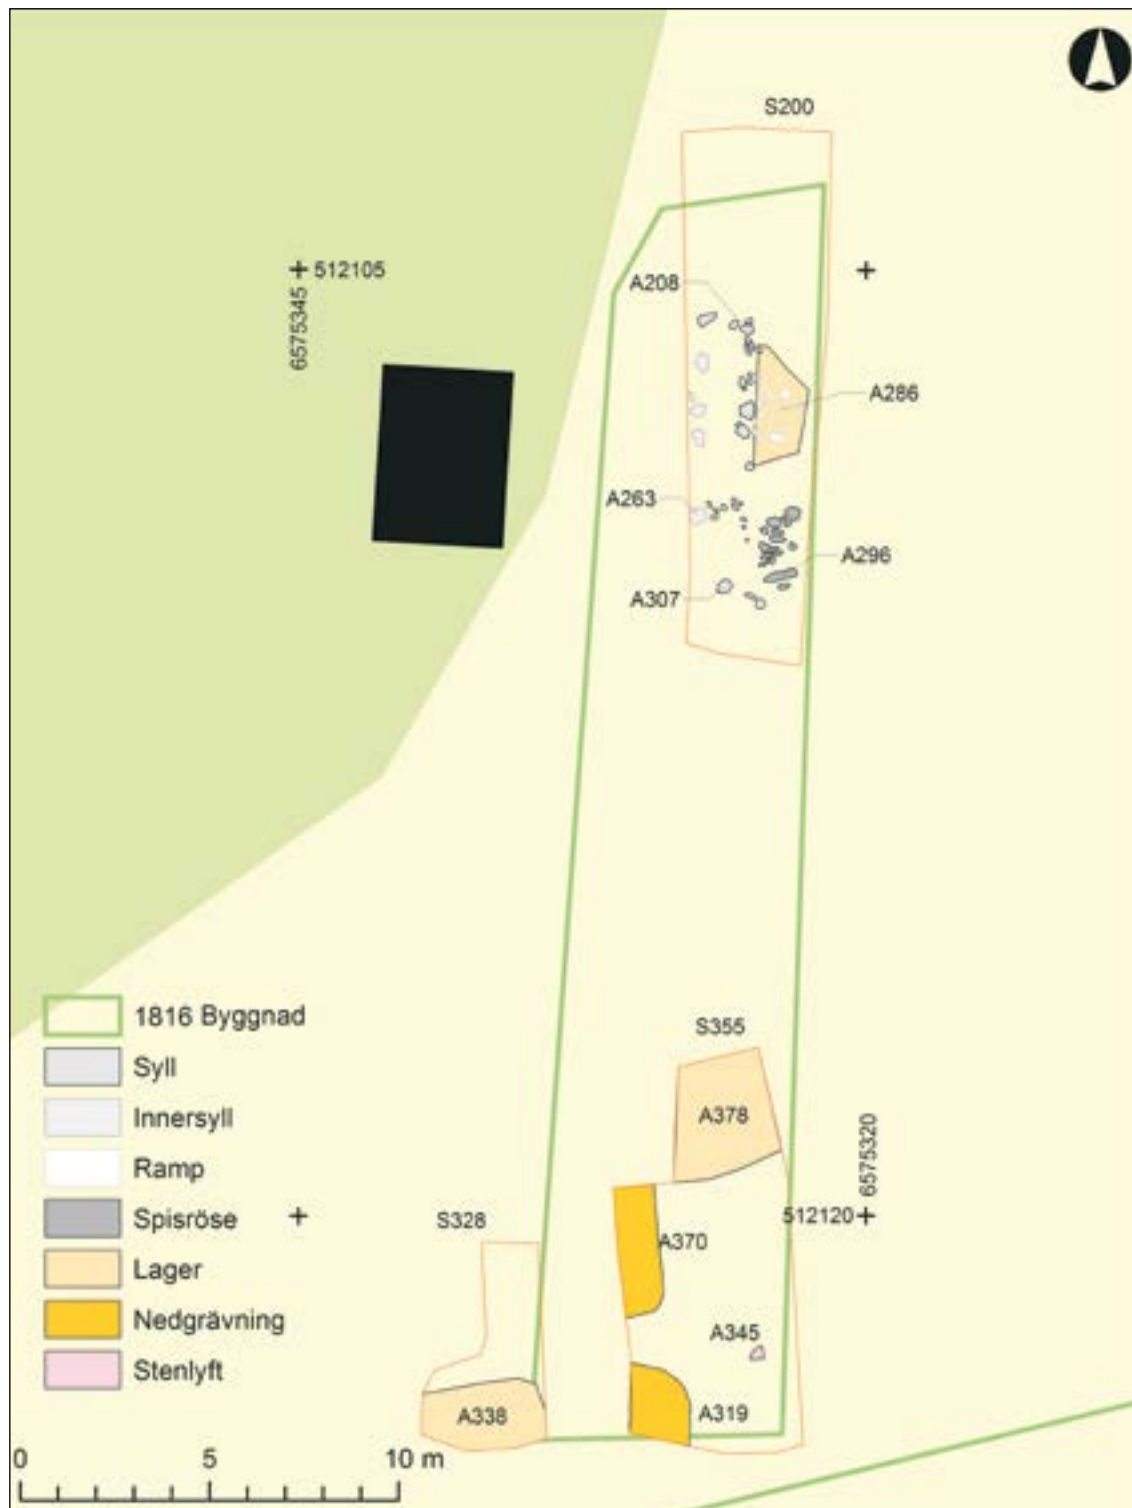 S200
512105
6575345
A208
A286
A263
A296
A307
S355
A378
6575320
512120
S328
A370
A345
A338
A319
1816 Byggnad
Syll
Innersyll
Ramp
Spisröse
Lager
Nedgrävning
Stenlyft
0 5 10 m